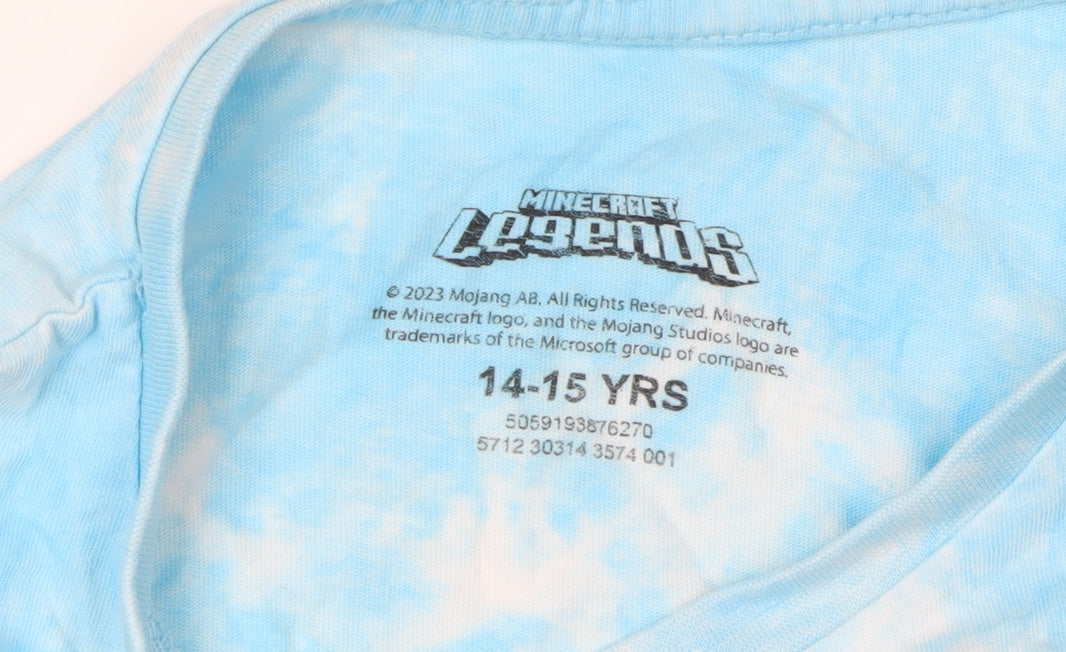 MINECRAFT
Legends
© 2023 Mojang AB. All Rights Reserved. Minecraft,
the Minecraft logo, and the Mojang Studios logo are
trademarks of the Microsoft group of companies.
14-15 YRS
5059193876270
5712 30314 3574 001